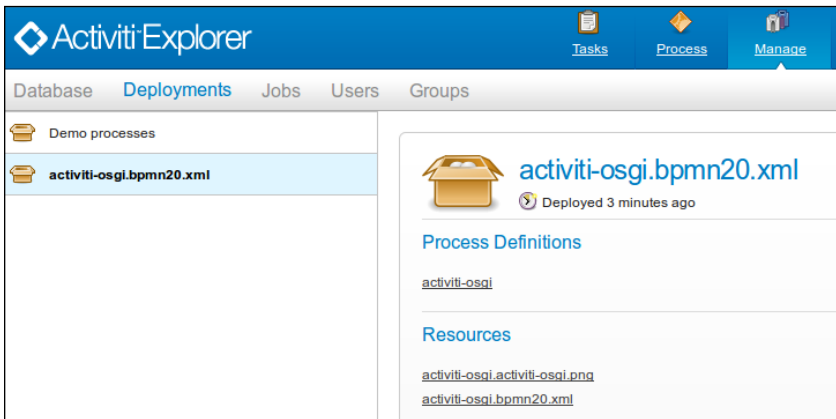 Activiti Explorer
Tasks Process Manage
Database Deployments Jobs Users Groups
Demo processes
activiti-osgi.bpmn20.xml
activiti-osgi.bpmn20.xml
Deployed 3 minutes ago
Process Definitions
activiti-osgi
Resources
activiti-osgi.activiti-osgi.png
activiti-osgi.bpmn20.xml